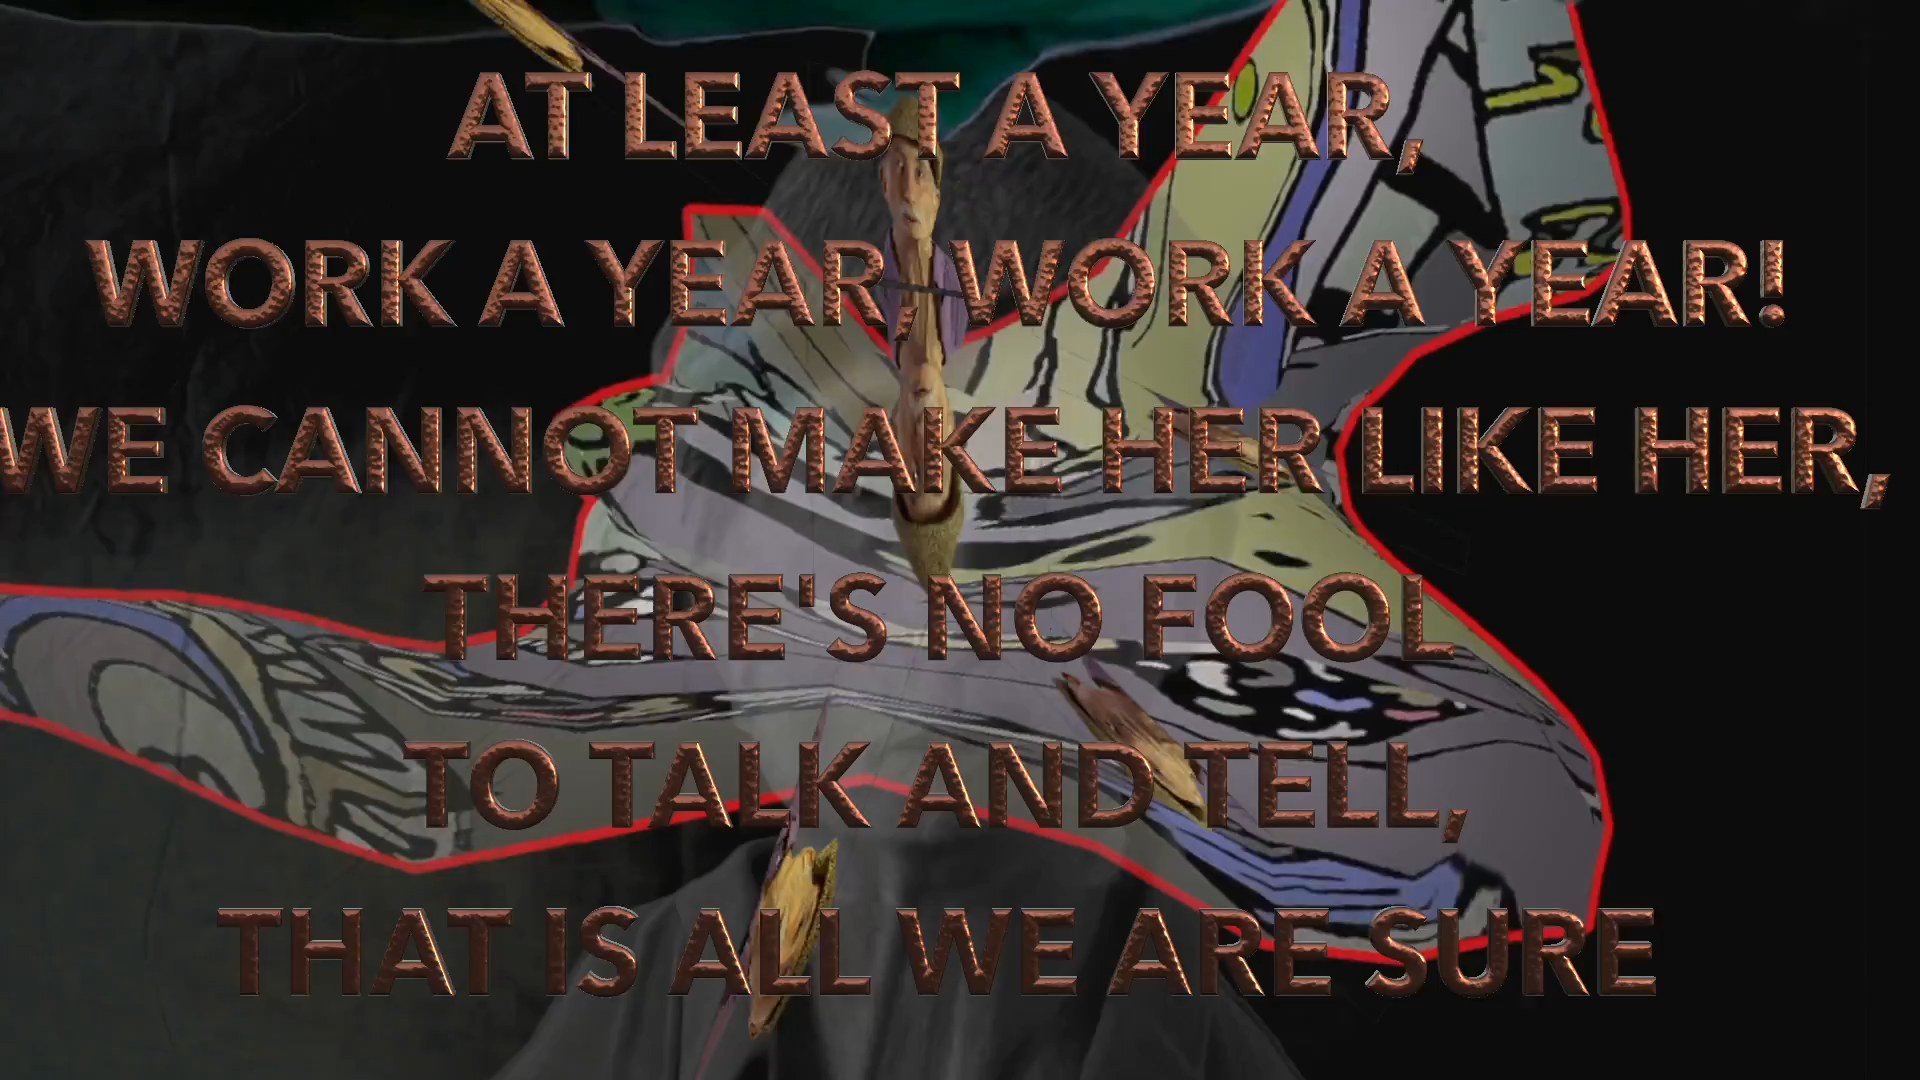 AT LEAST A YEAR,
WORK A YEAR, WORK A YEAR!
WE CANNOT MAKE HER LIKE HER,
THERE'S NO FOOL
TO TALK AND TELL,
THAT IS ALL WE ARE SURE